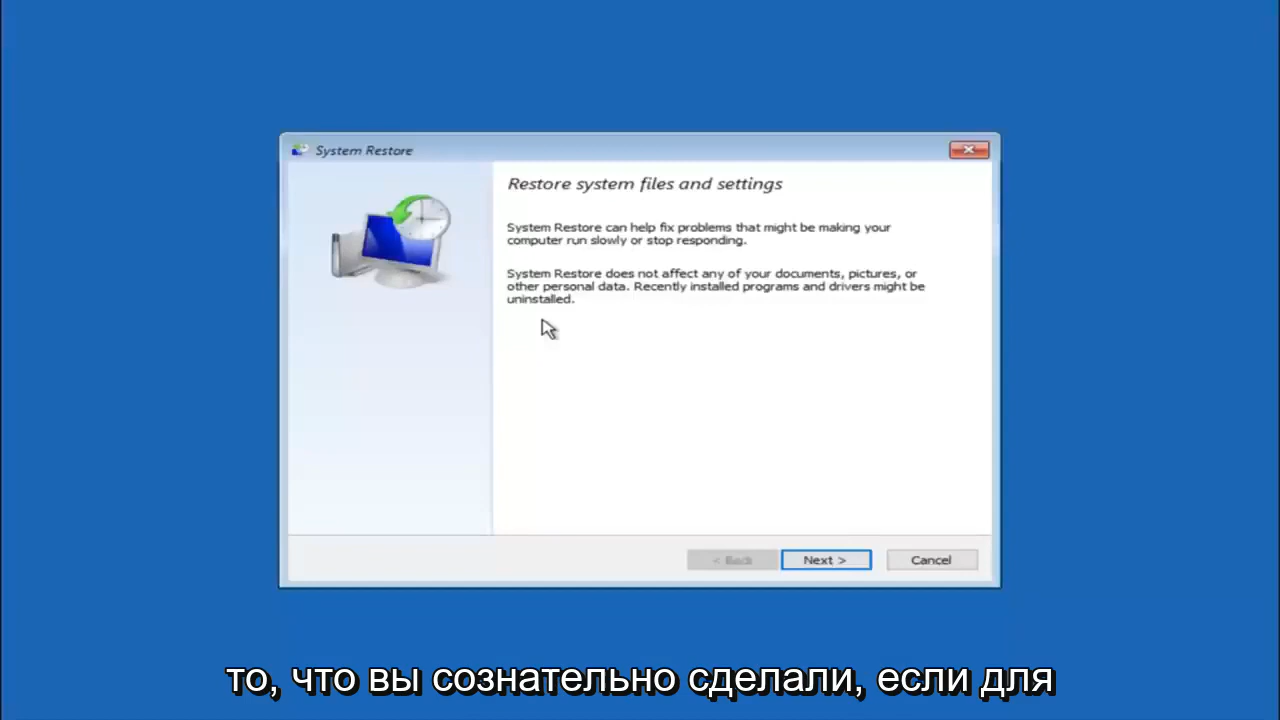 System Restore
Restore system files and settings
System Restore can help fix problems that might be making your
computer run slowly or stop responding.
System Restore does not affect any of your documents, pictures, or
other personal data. Recently installed programs and drivers might be
uninstalled.
< Back
Next >
Cancel
то, что вы сознательно сделали, если для